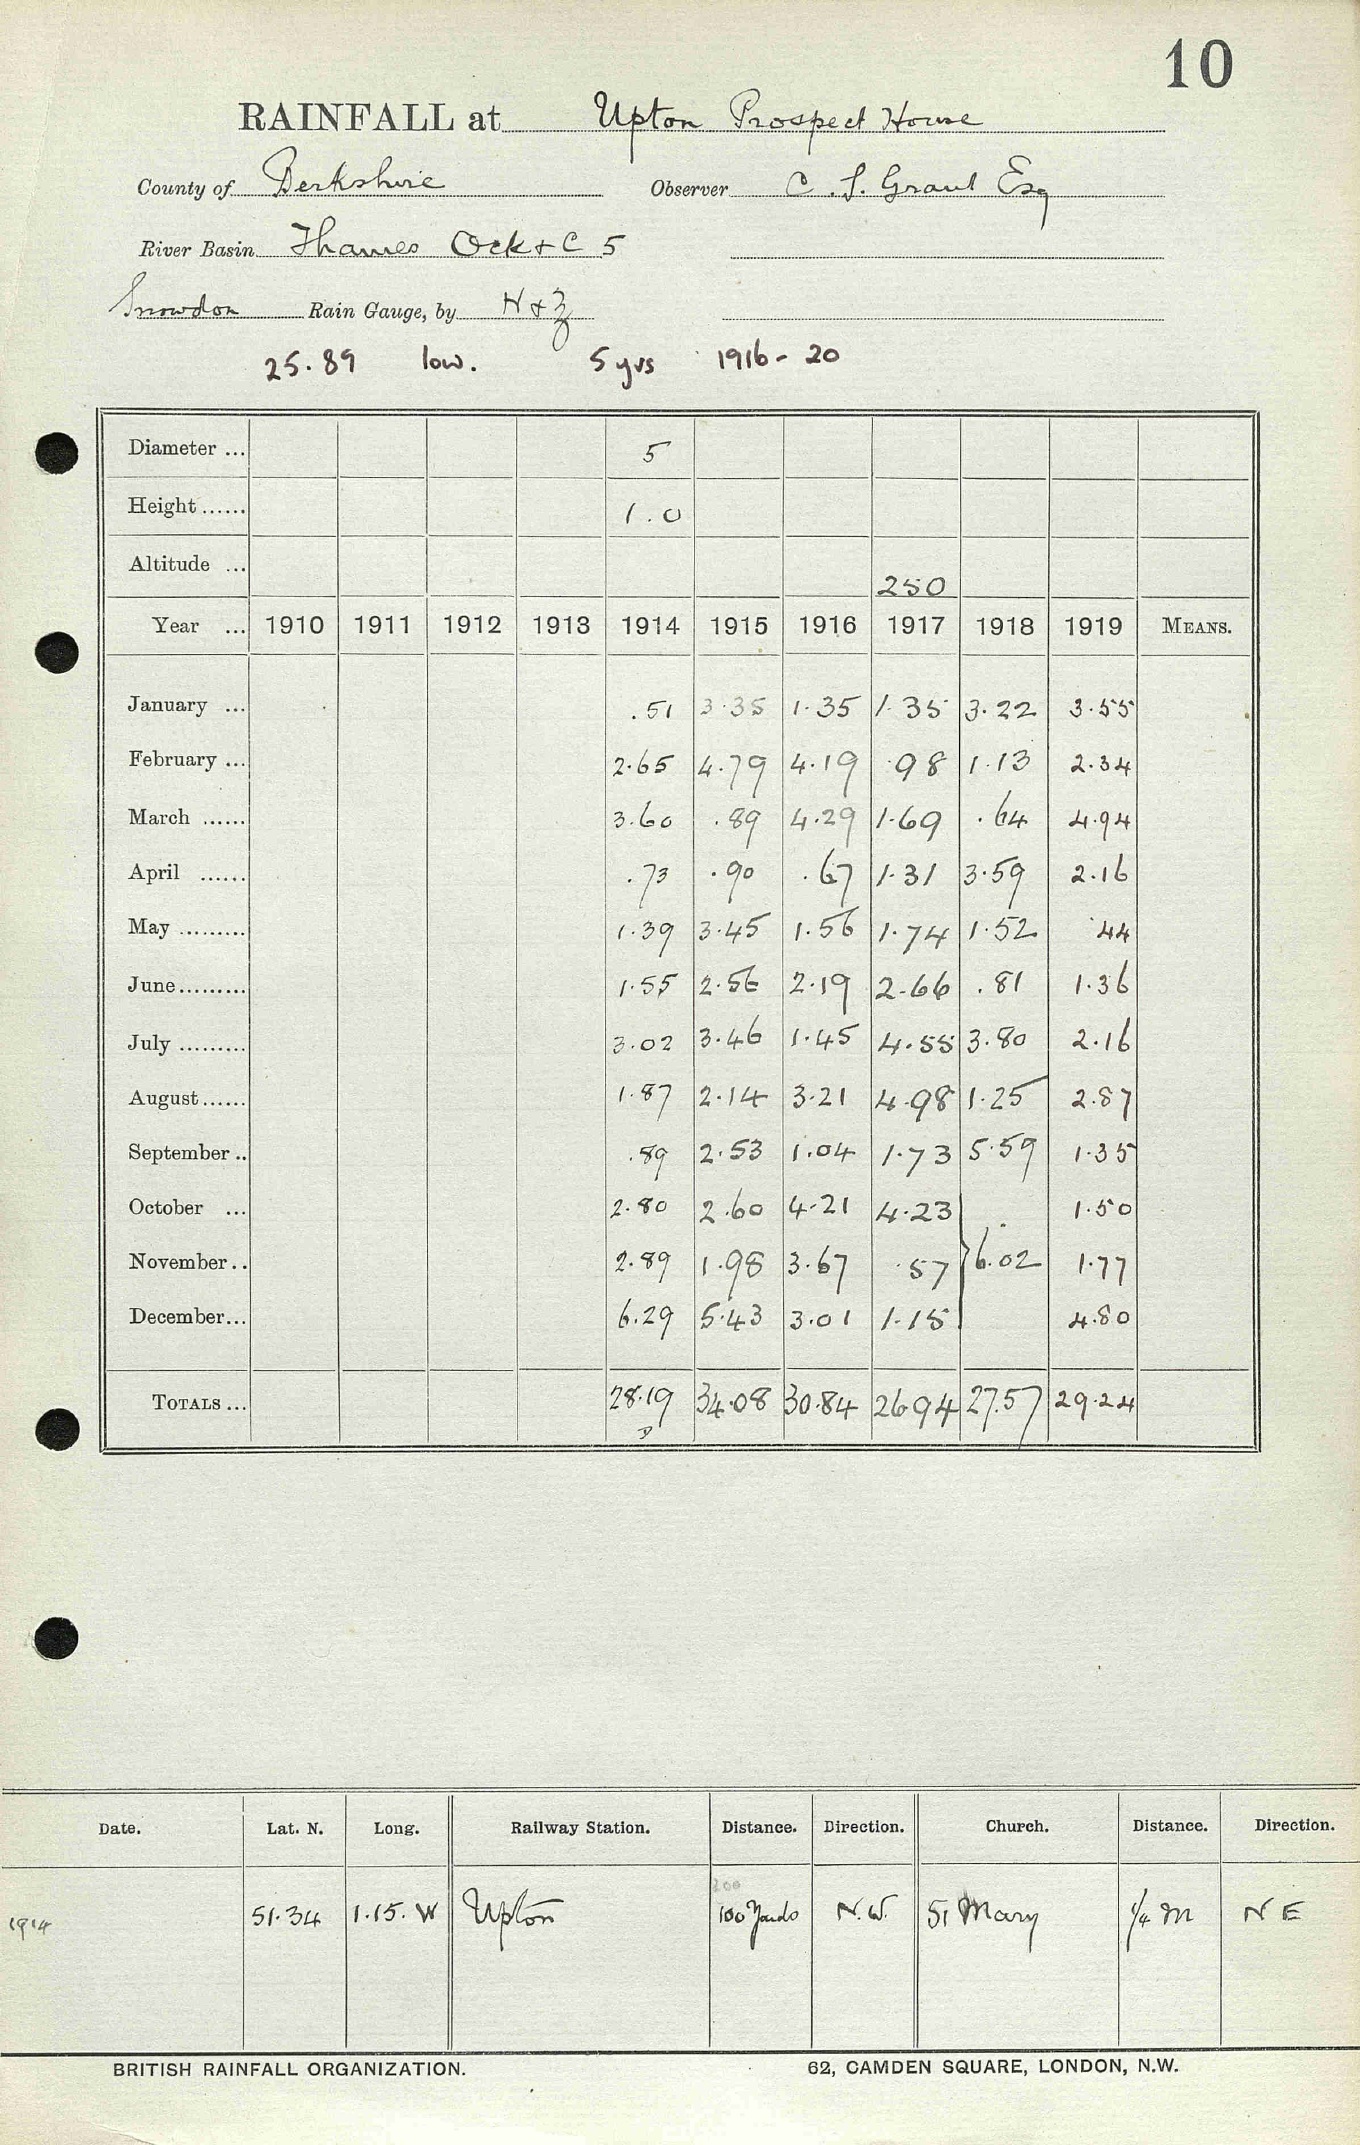 10
RAINFALL at Upton Prospect House
County of Berkshire Observer C. S. Grant Esq
River Basin Thames Ock & C 5
Snowdon Rain Gauge, by N & Z
25.89 low. 5 yrs 1916-20
Diameter ... 5
Height ...... 1.0
Altitude ... 250
Year ... 1910 1911 1912 1913 1914 1915 1916 1917 1918 1919 MEANS.
January ... .51 3.35 1.35 1.35 3.22 3.55
February ... 2.65 4.79 4.19 .98 1.13 2.34
March ...... 3.60 .89 4.29 1.69 .64 4.94
April ...... .73 .90 .67 1.31 3.59 2.16
May ......... 1.39 3.45 1.56 1.74 1.52 .44
June ......... 1.55 2.56 2.19 2.66 .81 1.36
July ......... 3.02 3.46 1.45 4.55 3.80 2.16
August ...... 1.87 2.14 3.21 4.98 1.25 2.87
September .. .89 2.53 1.04 1.73 5.59 1.35
October ... 2.80 2.60 4.21 4.23 1.50
November .. 2.89 1.98 3.67 .57 } 6.02 1.77
December ... 6.29 5.43 3.01 1.15 4.80
TOTALS ... 28.19 34.08 30.84 26.94 27.57 29.24
Date. Lat. N. Long. Railway Station. Distance. Direction. Church. Distance. Direction.
200
1914 51.34 1.15. W Upton 100 Yards N.W. St Mary 1/4 M N E
BRITISH RAINFALL ORGANIZATION. 62, CAMDEN SQUARE, LONDON, N.W.